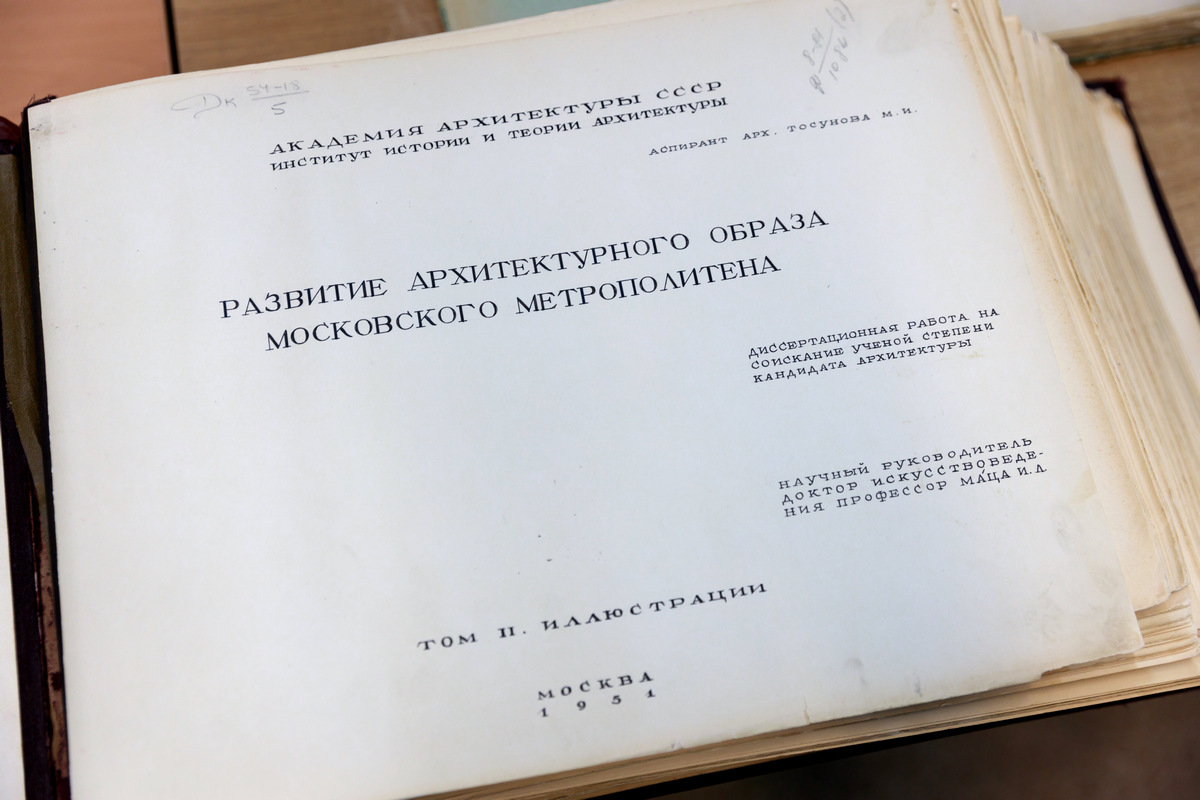 Дк 54-18
5
АКАДЕМИЯ АРХИТЕКТУРЫ СССР
ИНСТИТУТ ИСТОРИИ И ТЕОРИИ АРХИТЕКТУРЫ
АСПИРАНТ АРХ. ТОСУНОВА М.И.
РАЗВИТИЕ АРХИТЕКТУРНОГО ОБРАЗА
МОСКОВСКОГО МЕТРОПОЛИТЕНА
ДИССЕРТАЦИОННАЯ РАБОТА НА
СОИСКАНИЕ УЧЕНОЙ СТЕПЕНИ
КАНДИДАТА АРХИТЕКТУРЫ
НАУЧНЫЙ РУКОВОДИТЕЛЬ
ДОКТОР ИСКУССТВОВЕДЕ-
НИЯ ПРОФЕССОР МАЦА И.Л
ТОМ II. ИЛЛЮСТРАЦИИ
МОСКВА
1951